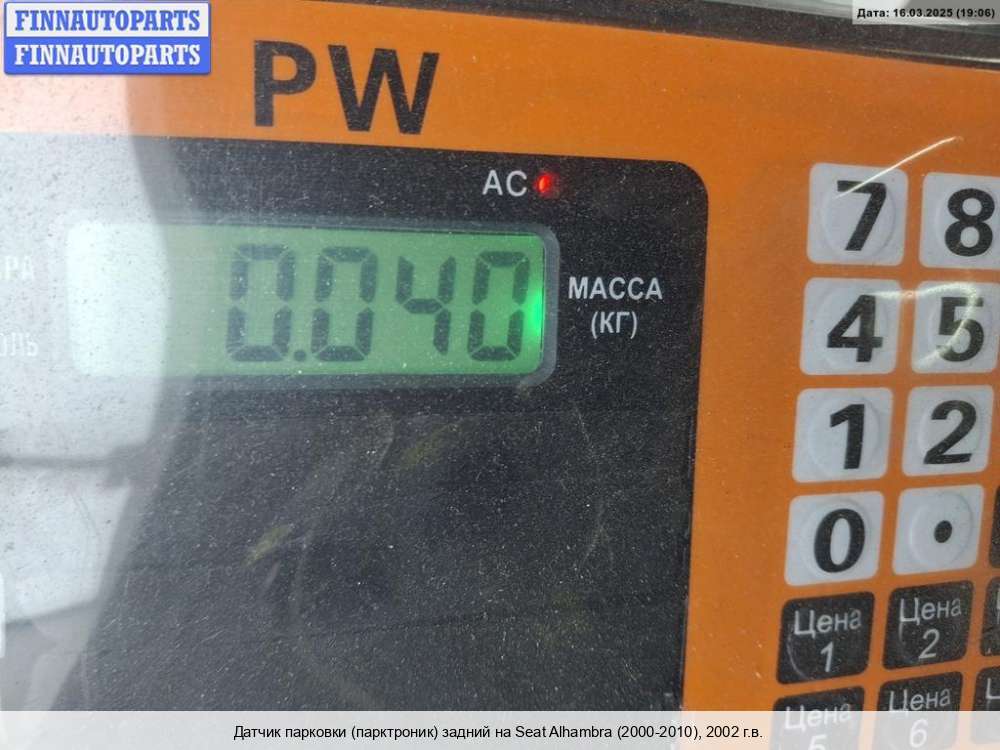 FINNAUTOPARTS
FINNAUTOPARTS
Дата: 16.03.2025 (19:06)
PW
AC
0.040
МАССА
(КГ)
7 8
4 5
1 2
0 .
Цена
1
Цена
2
Цена
5
Цена
6
Датчик парковки (парктроник) задний на Seat Alhambra (2000-2010), 2002 г.в.